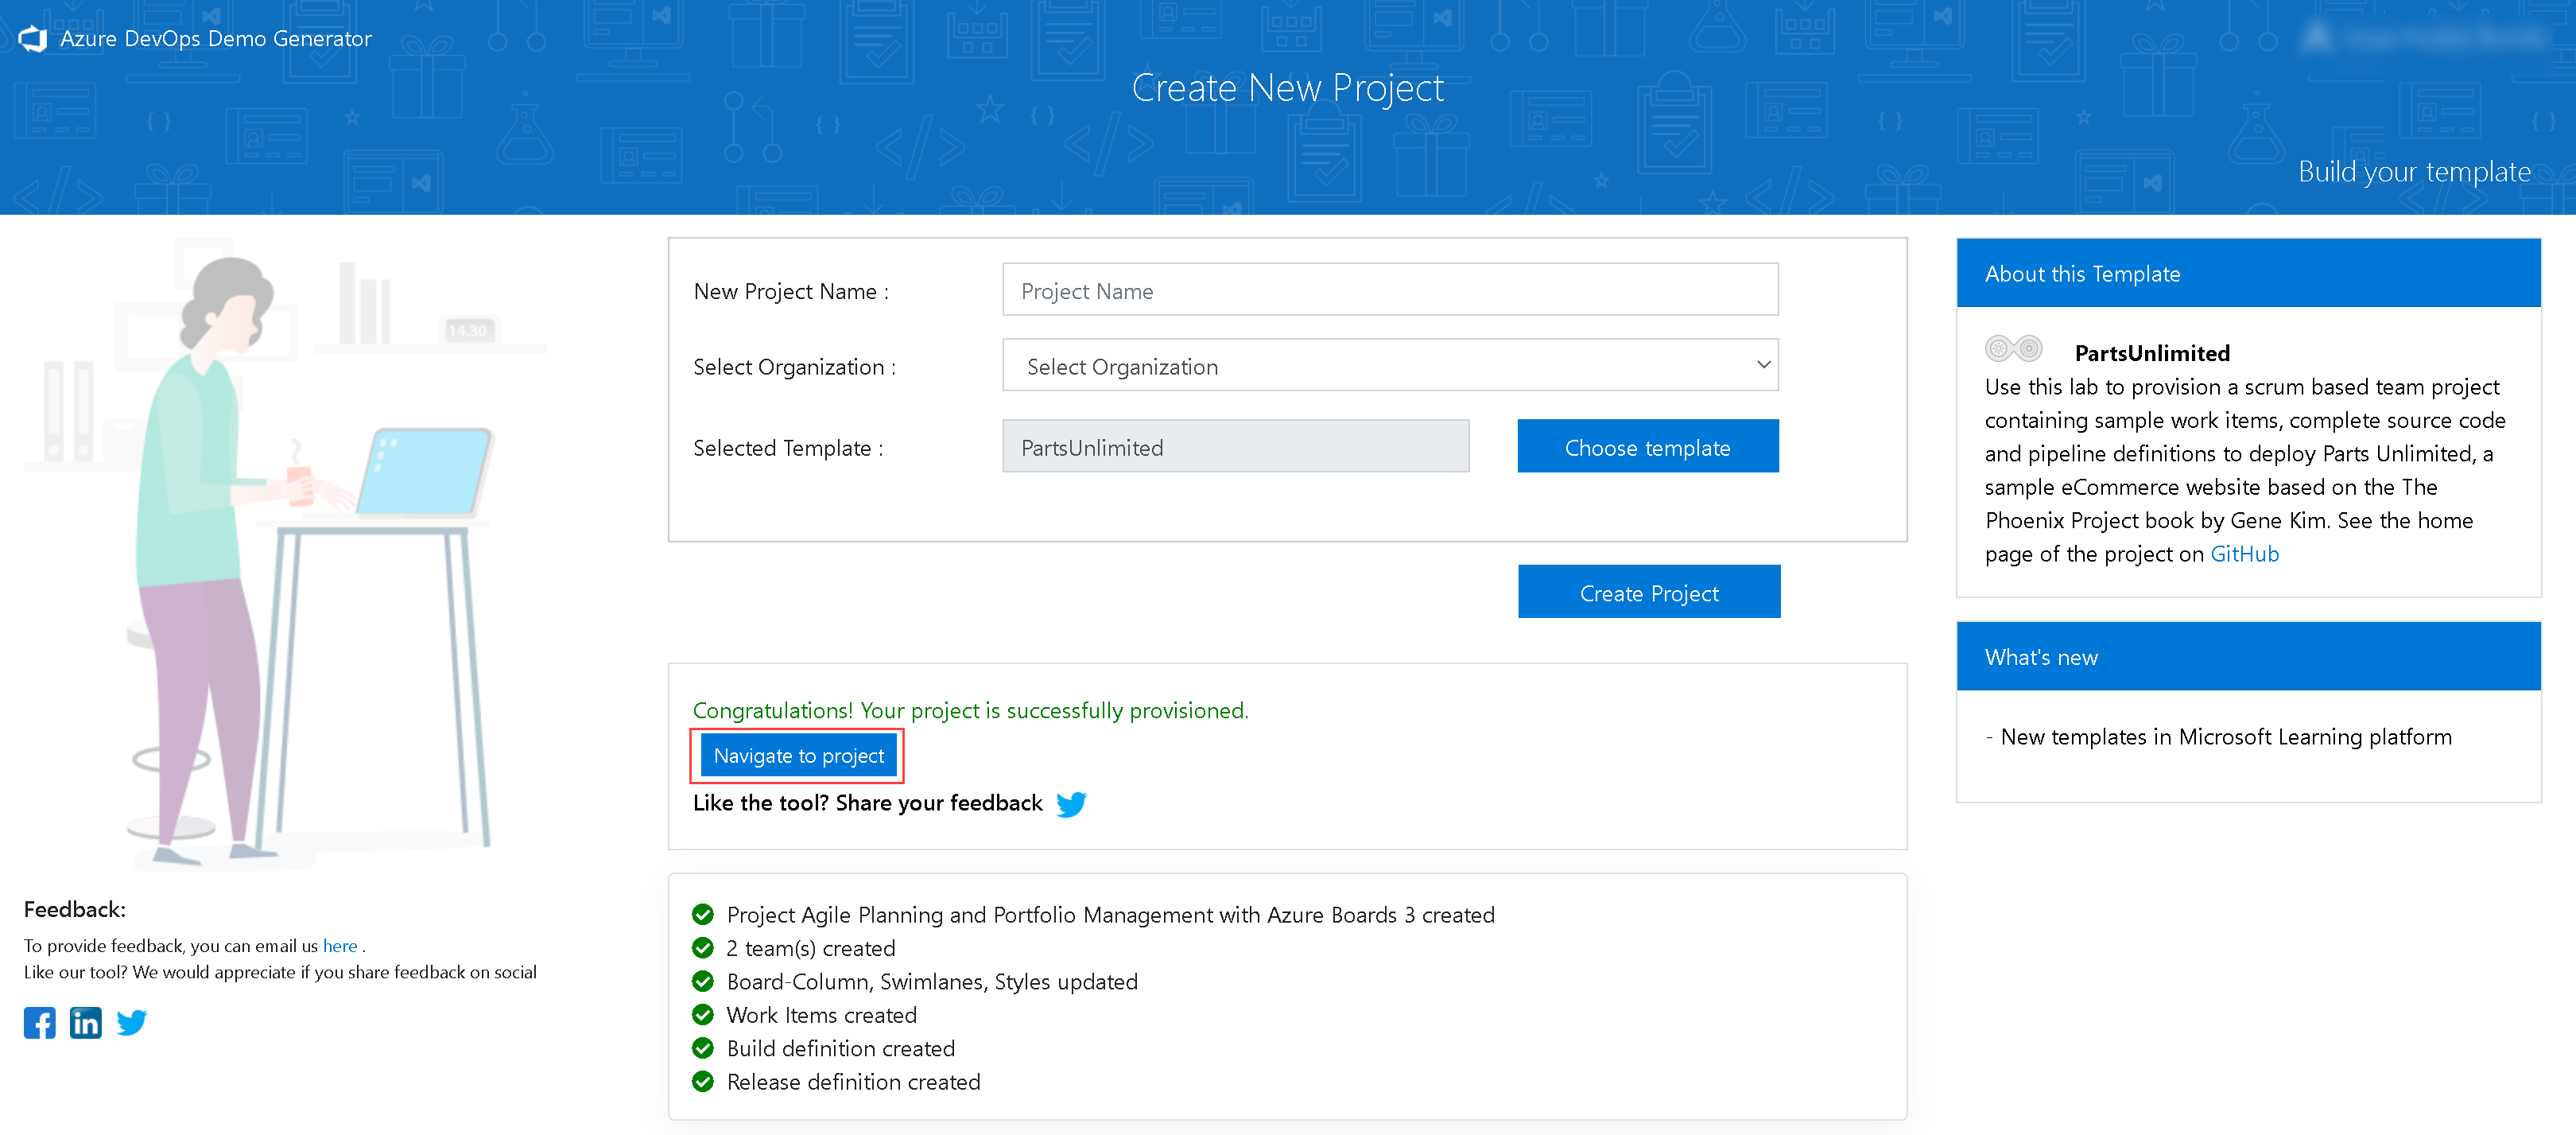 Azure DevOps Demo Generator
Create New Project
Build your template
14.30
New Project Name :
Project Name
Select Organization :
Select Organization
Selected Template :
PartsUnlimited
Choose template
Create Project
Congratulations! Your project is successfully provisioned.
Navigate to project
Like the tool? Share your feedback
Project Agile Planning and Portfolio Management with Azure Boards 3 created
2 team(s) created
Board-Column, Swimlanes, Styles updated
Work Items created
Build definition created
Release definition created
About this Template
PartsUnlimited
Use this lab to provision a scrum based team project
containing sample work items, complete source code
and pipeline definitions to deploy Parts Unlimited, a
sample eCommerce website based on the The
Phoenix Project book by Gene Kim. See the home
page of the project on GitHub
What's new
- New templates in Microsoft Learning platform
Feedback:
To provide feedback, you can email us here .
Like our tool? We would appreciate if you share feedback on social